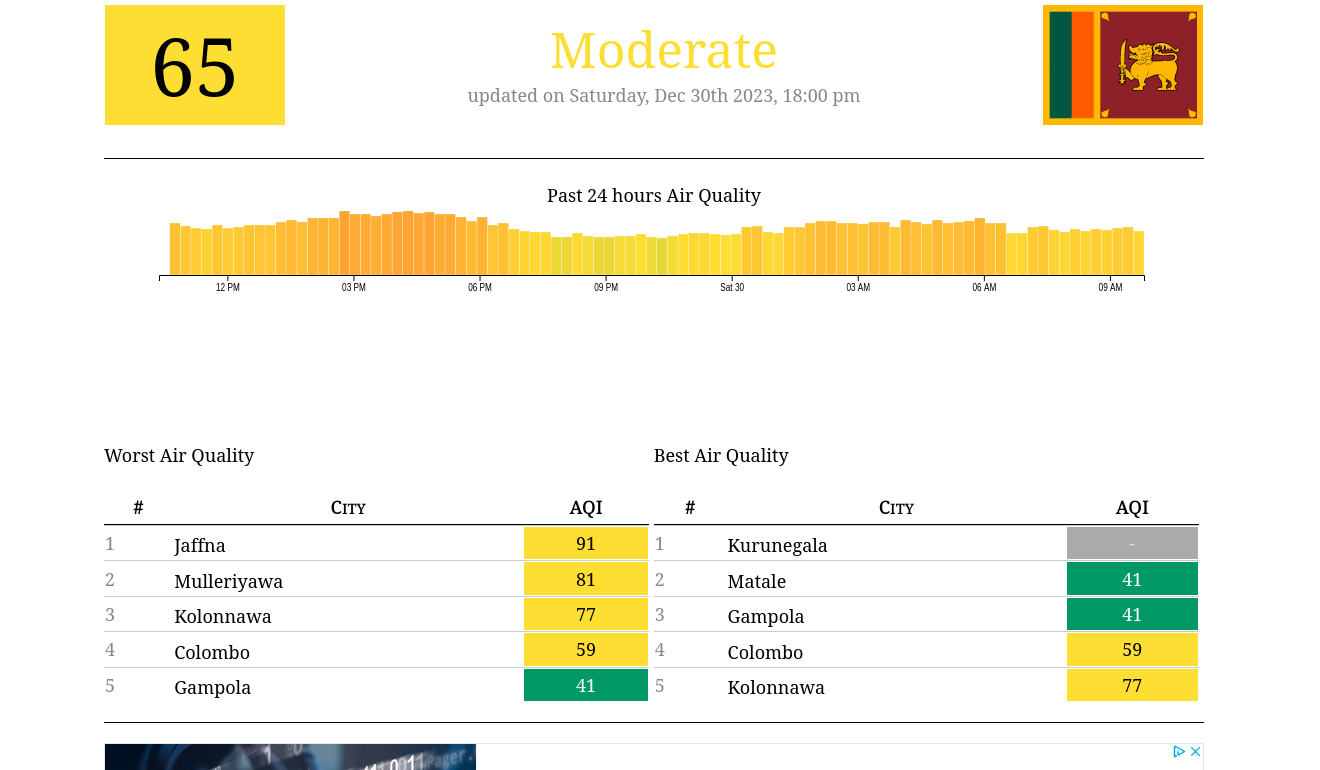 65
Moderate
updated on Saturday, Dec 30th 2023, 18:00 pm
Past 24 hours Air Quality
12 PM 03 PM 06 PM 09 PM Sat 30 03 AM 06 AM 09 AM
Worst Air Quality
# City AQI
1 Jaffna 91
2 Mulleriyawa 81
3 Kolonnawa 77
4 Colombo 59
5 Gampola 41
Best Air Quality
# City AQI
1 Kurunegala -
2 Matale 41
3 Gampola 41
4 Colombo 59
5 Kolonnawa 77